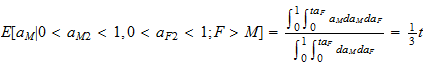 E[a_M|0 < a_{M2} < 1, 0 < a_{F2} < 1; F > M] = \frac{\int_0^1 \int_0^{ta_F} a_M da_M da_F}{\int_0^1 \int_0^{ta_F} da_M da_F} = \frac{1}{3}t